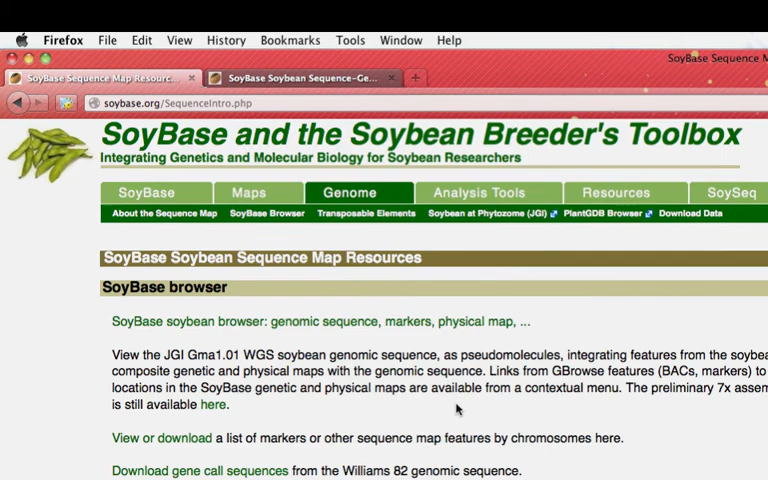 Firefox File Edit View History Bookmarks Tools Window Help
SoyBase Sequence M
SoyBase Sequence Map Resourc... SoyBase Soybean Sequence-Ge...
soybase.org/SequenceIntro.php
SoyBase and the Soybean Breeder's Toolbox
Integrating Genetics and Molecular Biology for Soybean Researchers
SoyBase Maps Genome Analysis Tools Resources SoySeq
About the Sequence Map SoyBase Browser Transposable Elements Soybean at Phytozome (JGI) PlantGDB Browser Download Data
SoyBase Soybean Sequence Map Resources
SoyBase browser
SoyBase soybean browser: genomic sequence, markers, physical map, ...
View the JGI Gma1.01 WGS soybean genomic sequence, as pseudomolecules, integrating features from the soybe
composite genetic and physical maps with the genomic sequence. Links from GBrowse features (BACs, markers) to
locations in the SoyBase genetic and physical maps are available from a contextual menu. The preliminary 7x assem
is still available here.
View or download a list of markers or other sequence map features by chromosomes here.
Download gene call sequences from the Williams 82 genomic sequence.